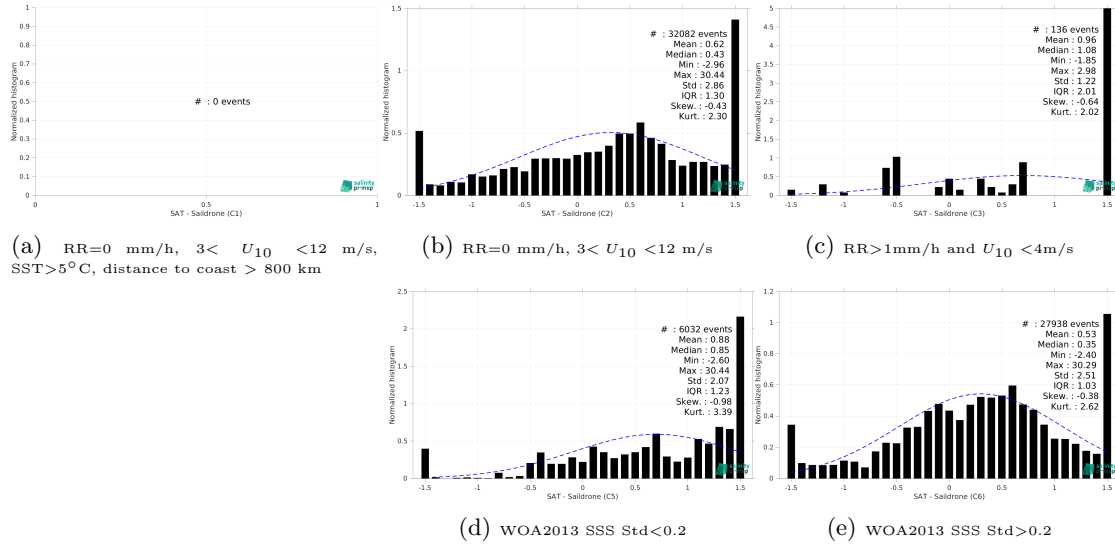 1
0.9
0.8
0.7
0.6
0.5
0.4
0.3
0.2
0.1
0
Normalized histogram
# : 0 events
salinity
pi-mep
0 0.5 1
SAT - Saildrone (C1)
(a) RR=0 mm/h, 3< U10 <12 m/s,
SST>5°C, distance to coast > 800 km
1.5
1
0.5
0
Normalized histogram
# : 32082 events
Mean : 0.62
Median : 0.43
Min : -2.96
Max : 30.44
Std : 2.86
IQR : 1.30
Skew. : -0.43
Kurt. : 2.30
salinity
pi-mep
-1.5 -1 -0.5 0 0.5 1 1.5
SAT - Saildrone (C2)
(b) RR=0 mm/h, 3< U10 <12 m/s
5
4.5
4
3.5
3
2.5
2
1.5
1
0.5
0
Normalized histogram
# : 136 events
Mean : 0.96
Median : 1.08
Min : -1.85
Max : 2.98
Std : 1.22
IQR : 2.01
Skew. : -0.64
Kurt. : 2.02
salinity
-1.5 -1 -0.5 0 0.5 1 1.5
SAT - Saildrone (C3)
(c) RR>1mm/h and U10 <4m/s
2.5
2
1.5
1
0.5
0
Normalized histogram
# : 6032 events
Mean : 0.88
Median : 0.85
Min : -2.60
Max : 30.44
Std : 2.07
IQR : 1.23
Skew. : -0.98
Kurt. : 3.39
-1.5 -1 -0.5 0 0.5 1 1.5
SAT - Saildrone (C5)
(d) WOA2013 SSS Std<0.2
1.2
1
0.8
0.6
0.4
0.2
0
Normalized histogram
# : 27938 events
Mean : 0.53
Median : 0.35
Min : -2.40
Max : 30.29
Std : 2.51
IQR : 1.03
Skew. : -0.38
Kurt. : 2.62
-1.5 -1 -0.5 0 0.5 1 1.5
SAT - Saildrone (C6)
(e) WOA2013 SSS Std>0.2